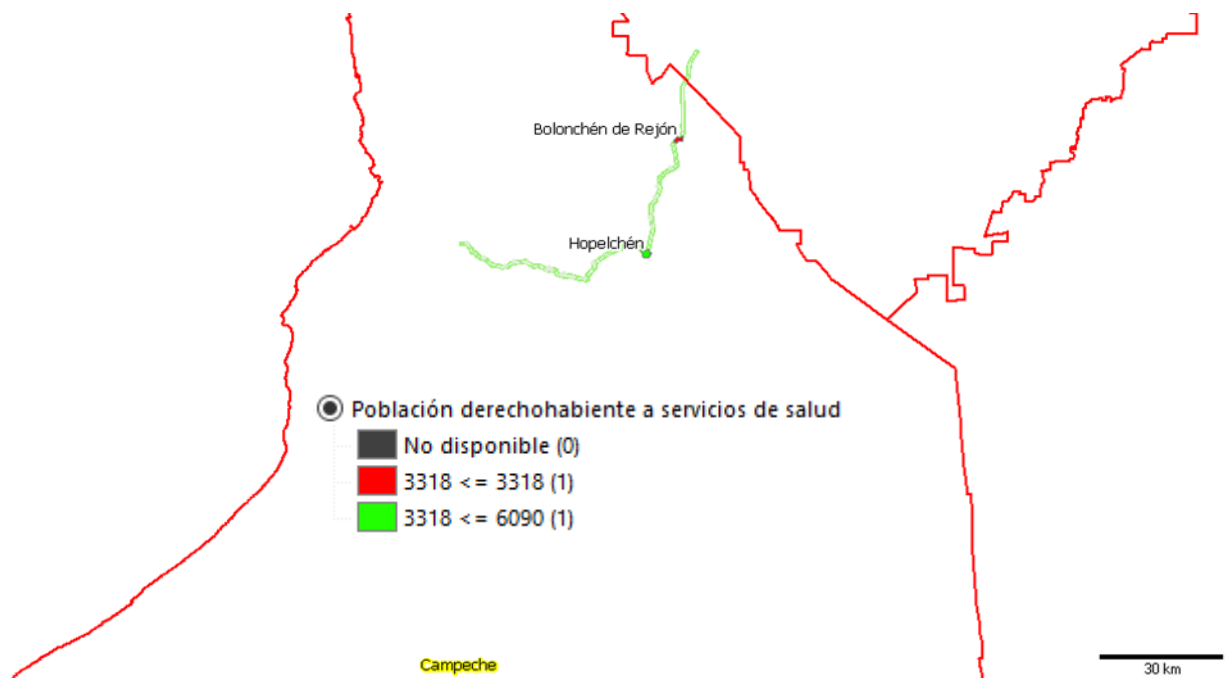 Bolonchén de Rejón
Hopelchén
Población derechohabiente a servicios de salud
No disponible (0)
3318 <= 3318 (1)
3318 <= 6090 (1)
Campeche
30 km